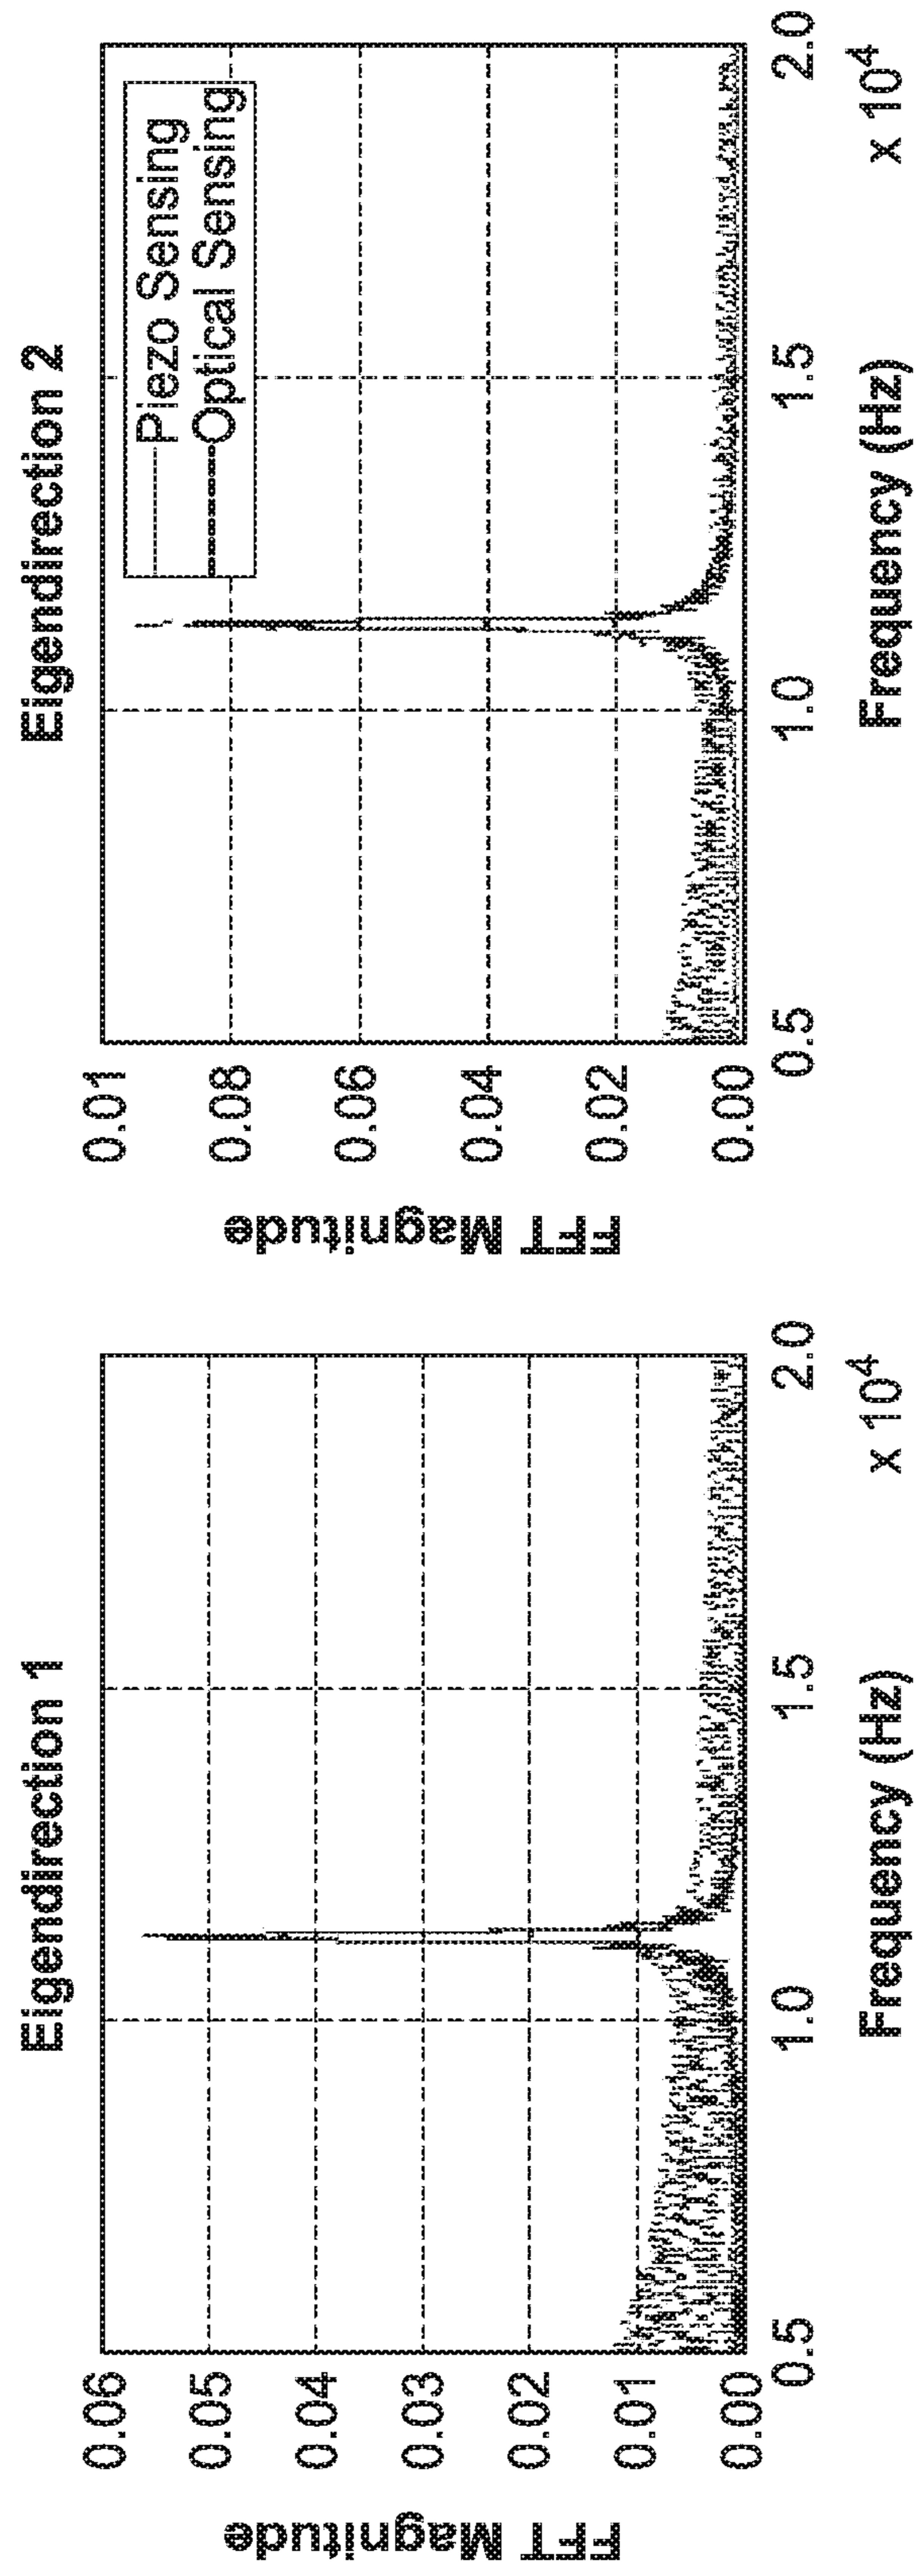 Eigendirection 1
FFT Magnitude
0.06
0.05
0.04
0.03
0.02
0.01
0.00
0.5
1.0
1.5
2.0
x 10^4
Frequency (Hz)
Eigendirection 2
Piezo Sensing
Optical Sensing
FFT Magnitude
0.01
0.08
0.06
0.04
0.02
0.00
0.5
1.0
1.5
2.0
x 10^4
Frequency (Hz)